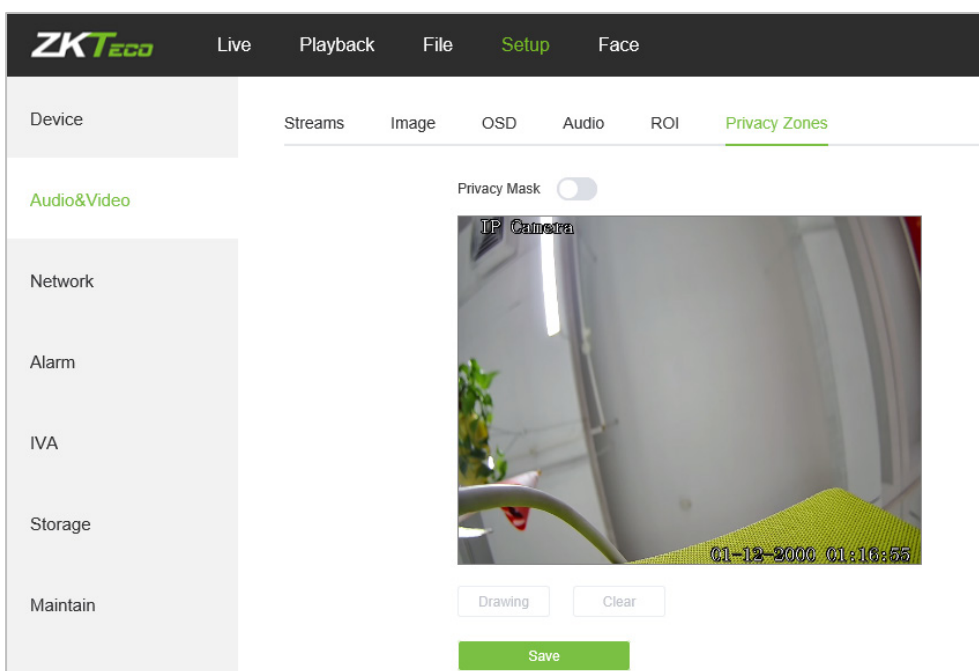 ZKTECO Live Playback File Setup Face
Device
Streams Image OSD Audio ROI Privacy Zones
Audio&Video
Privacy Mask
IP Camera
Network
Alarm
IVA
Storage
01-12-2000 01:16:55
Maintain
Drawing Clear
Save